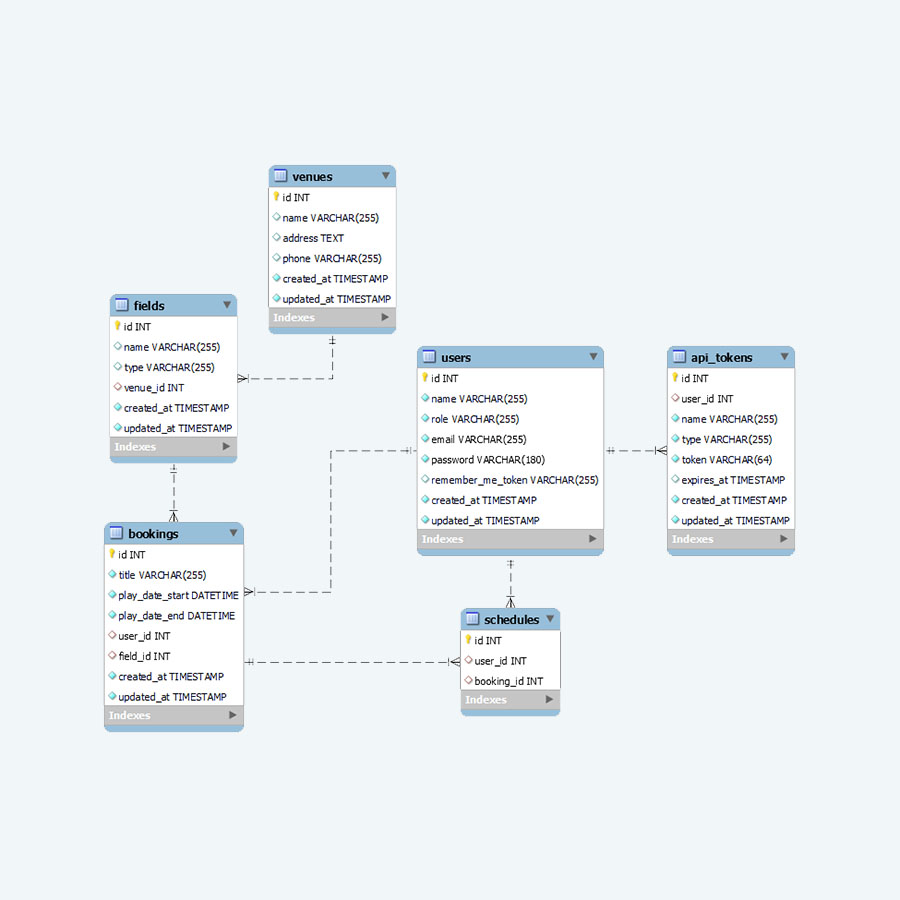 venues
id INT
name VARCHAR(255)
address TEXT
phone VARCHAR(255)
created_at TIMESTAMP
updated_at TIMESTAMP
Indexes
fields
id INT
name VARCHAR(255)
type VARCHAR(255)
venue_id INT
created_at TIMESTAMP
updated_at TIMESTAMP
Indexes
users
id INT
name VARCHAR(255)
role VARCHAR(255)
email VARCHAR(255)
password VARCHAR(180)
remember_me_token VARCHAR(255)
created_at TIMESTAMP
updated_at TIMESTAMP
Indexes
api_tokens
id INT
user_id INT
name VARCHAR(255)
type VARCHAR(255)
token VARCHAR(64)
expires_at TIMESTAMP
created_at TIMESTAMP
updated_at TIMESTAMP
Indexes
bookings
id INT
title VARCHAR(255)
play_date_start DATETIME
play_date_end DATETIME
user_id INT
field_id INT
created_at TIMESTAMP
updated_at TIMESTAMP
Indexes
schedules
id INT
user_id INT
booking_id INT
Indexes